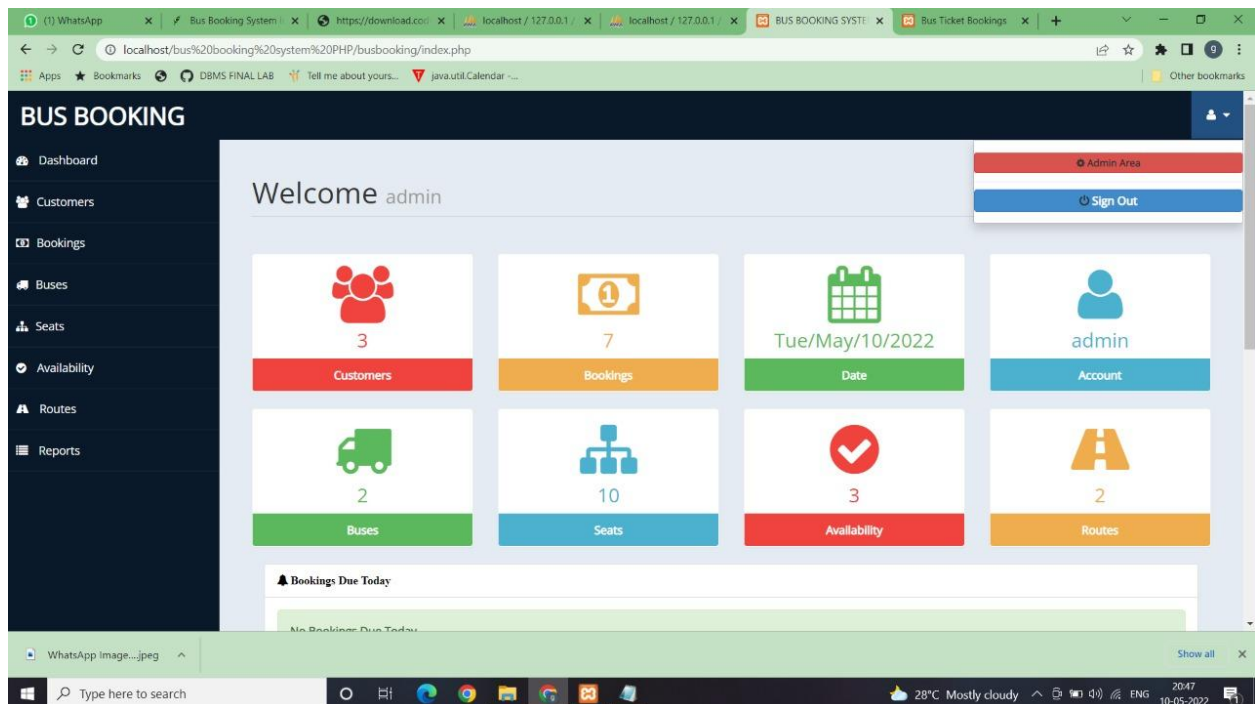 (1) WhatsApp
Bus Booking System
https://download.cod
localhost / 127.0.0.1 /
localhost / 127.0.0.1 /
BUS BOOKING SYSTE
Bus Ticket Bookings
localhost/bus%20booking%20system%20PHP/busbooking/index.php
9
Apps
Bookmarks
DBMS FINAL LAB
Tell me about yours...
java.util.Calendar -...
Other bookmarks
BUS BOOKING
Dashboard
Customers
Bookings
Buses
Seats
Availability
Routes
Reports
Admin Area
Sign Out
Welcome admin
3
Customers
7
Bookings
Tue/May/10/2022
Date
admin
Account
2
Buses
10
Seats
3
Availability
2
Routes
Bookings Due Today
No Bookings Due Today
WhatsApp Image....jpeg
Show all
Type here to search
28°C Mostly cloudy
ENG
20:47
10-05-2022